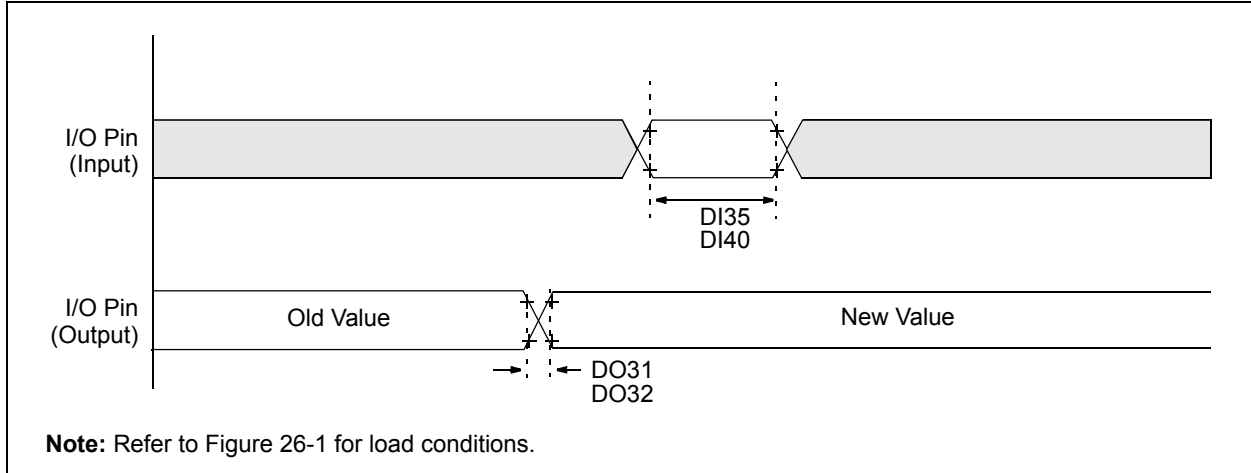 I/O Pin
(Input)
DI35
DI40
I/O Pin
(Output)
Old Value
New Value
DO31
DO32
Note: Refer to Figure 26-1 for load conditions.